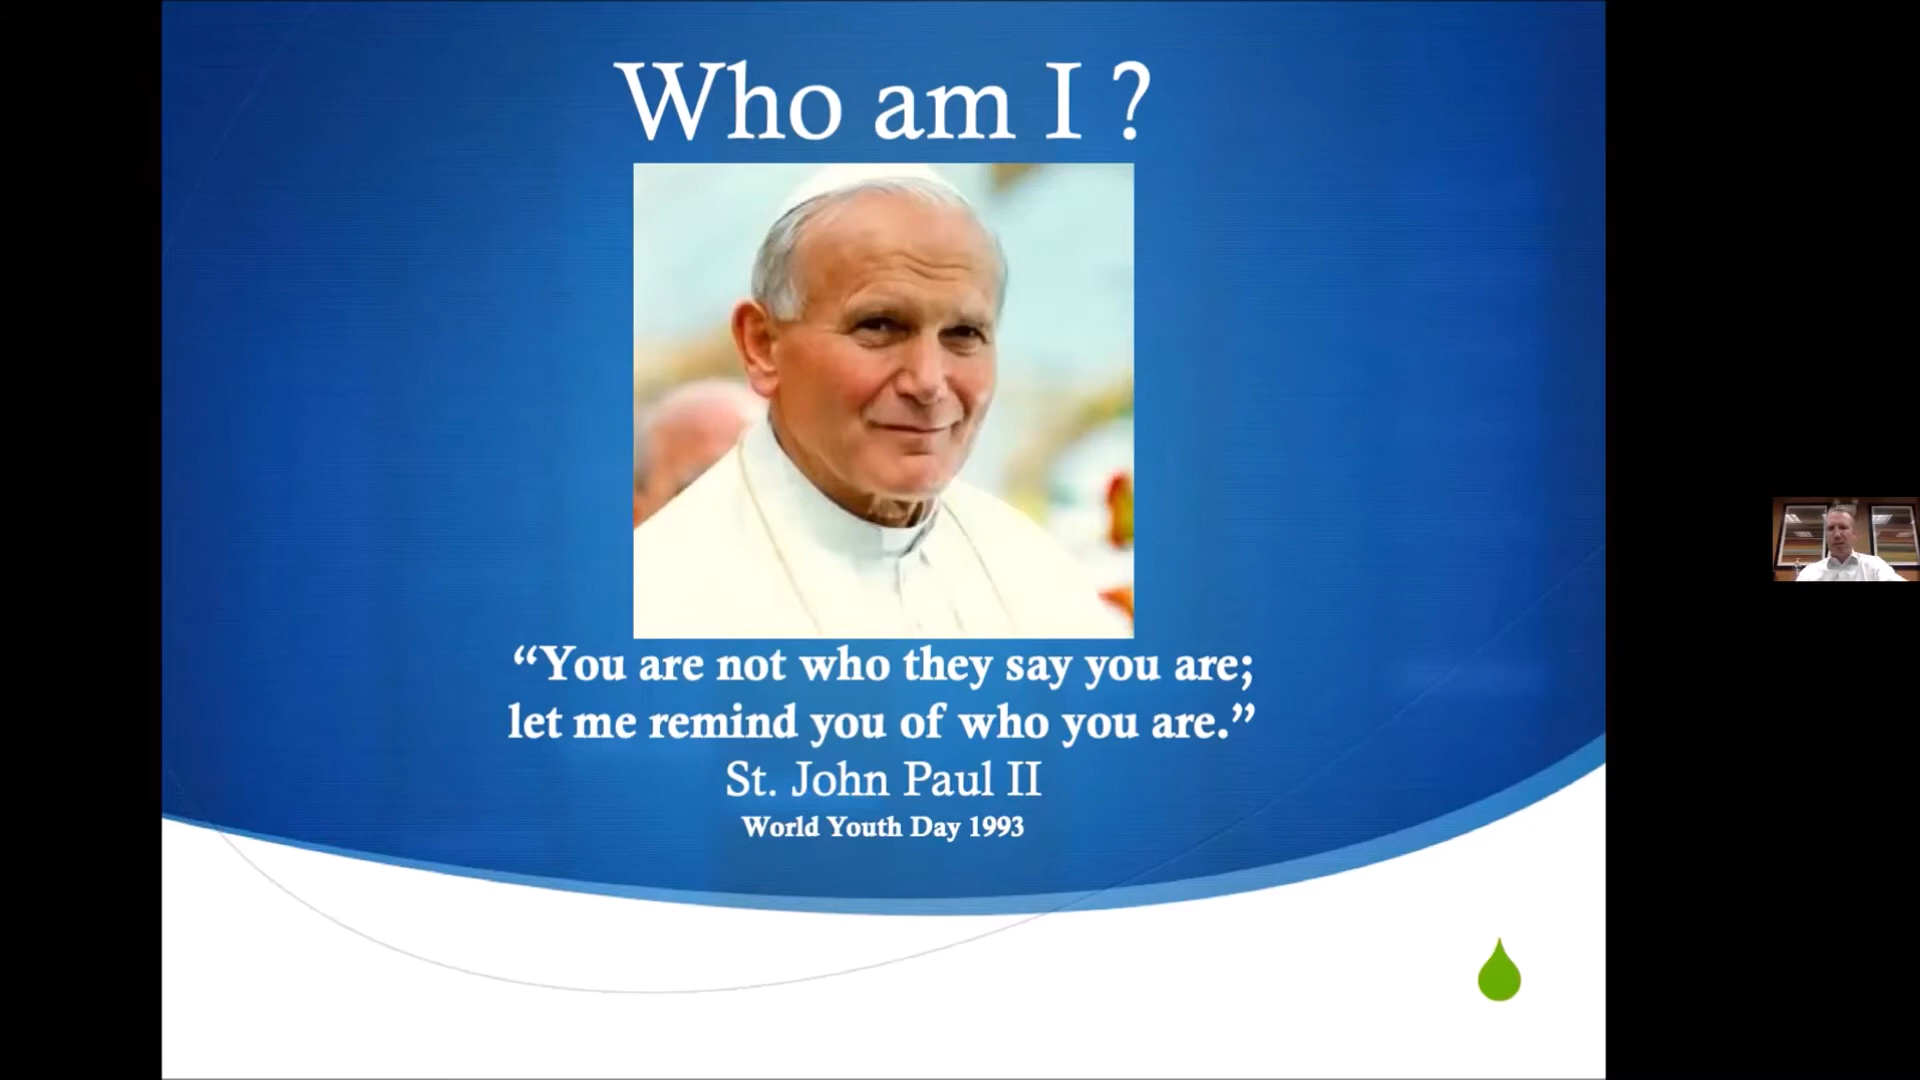 Who am I ?
“You are not who they say you are;
let me remind you of who you are.”
St. John Paul II
World Youth Day 1993